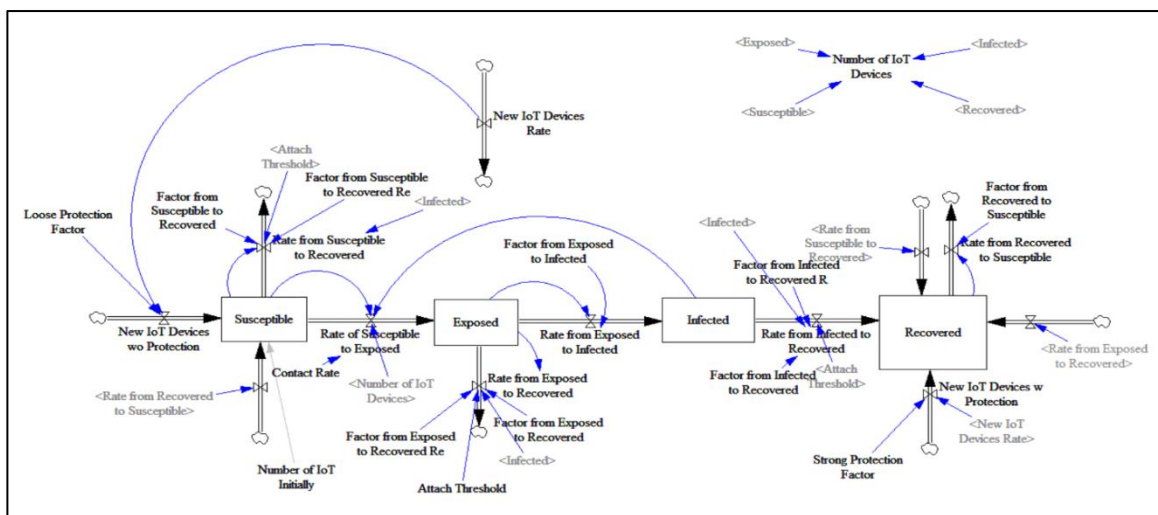 <Exposed>
<Infected>
Number of IoT
Devices
<Susceptible>
<Recovered>
New IoT Devices
Rate
<Attach
Threshold>
Factor from Susceptible
to Recovered Re
Factor from
Susceptible to
Recovered
<Infected>
Loose Protection
Factor
Rate from Susceptible
to Recovered
Factor from Exposed
to Infected
<Infected>
Factor from Infected
to Recovered R
<Rate from
Susceptible to
Recovered>
Factor from
Recovered to
Susceptible
Rate from Recovered
to Susceptible
New IoT Devices
wo Protection
Susceptible
Rate of Susceptible
to Exposed
Exposed
Rate from Exposed
to Infected
Infected
Rate from Infected to
Recovered
Recovered
Contact Rate
<Number of IoT
Devices>
Rate from Exposed
to Recovered
Factor from Infected
to Recovered
<Attach
Threshold>
<Rate from Exposed
to Recovered>
<Rate from Recovered
to Susceptible>
Factor from Exposed
to Recovered Re
Factor from Exposed
to Recovered
<Infected>
Attach Threshold
New IoT Devices w
Protection
<New IoT
Devices Rate>
Strong Protection
Factor
Number of IoT
Initially